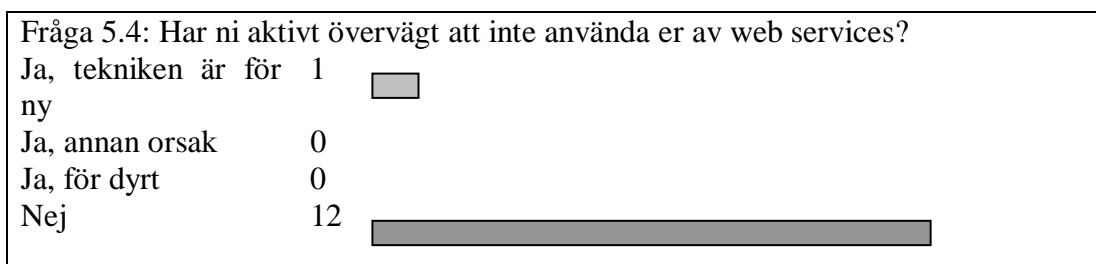 Fråga 5.4: Har ni aktivt övervägt att inte använda er av web services?
Ja, tekniken är för 1
ny
Ja, annan orsak 0
Ja, för dyrt 0
Nej 12